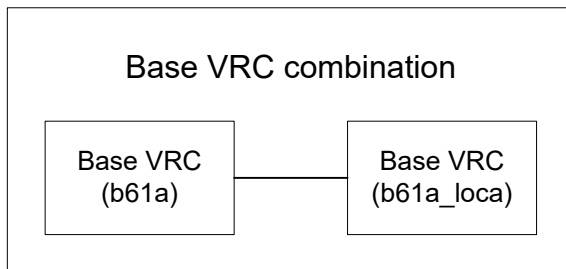 Base VRC combination
Base VRC
(b61a)
Base VRC
(b61a_loca)